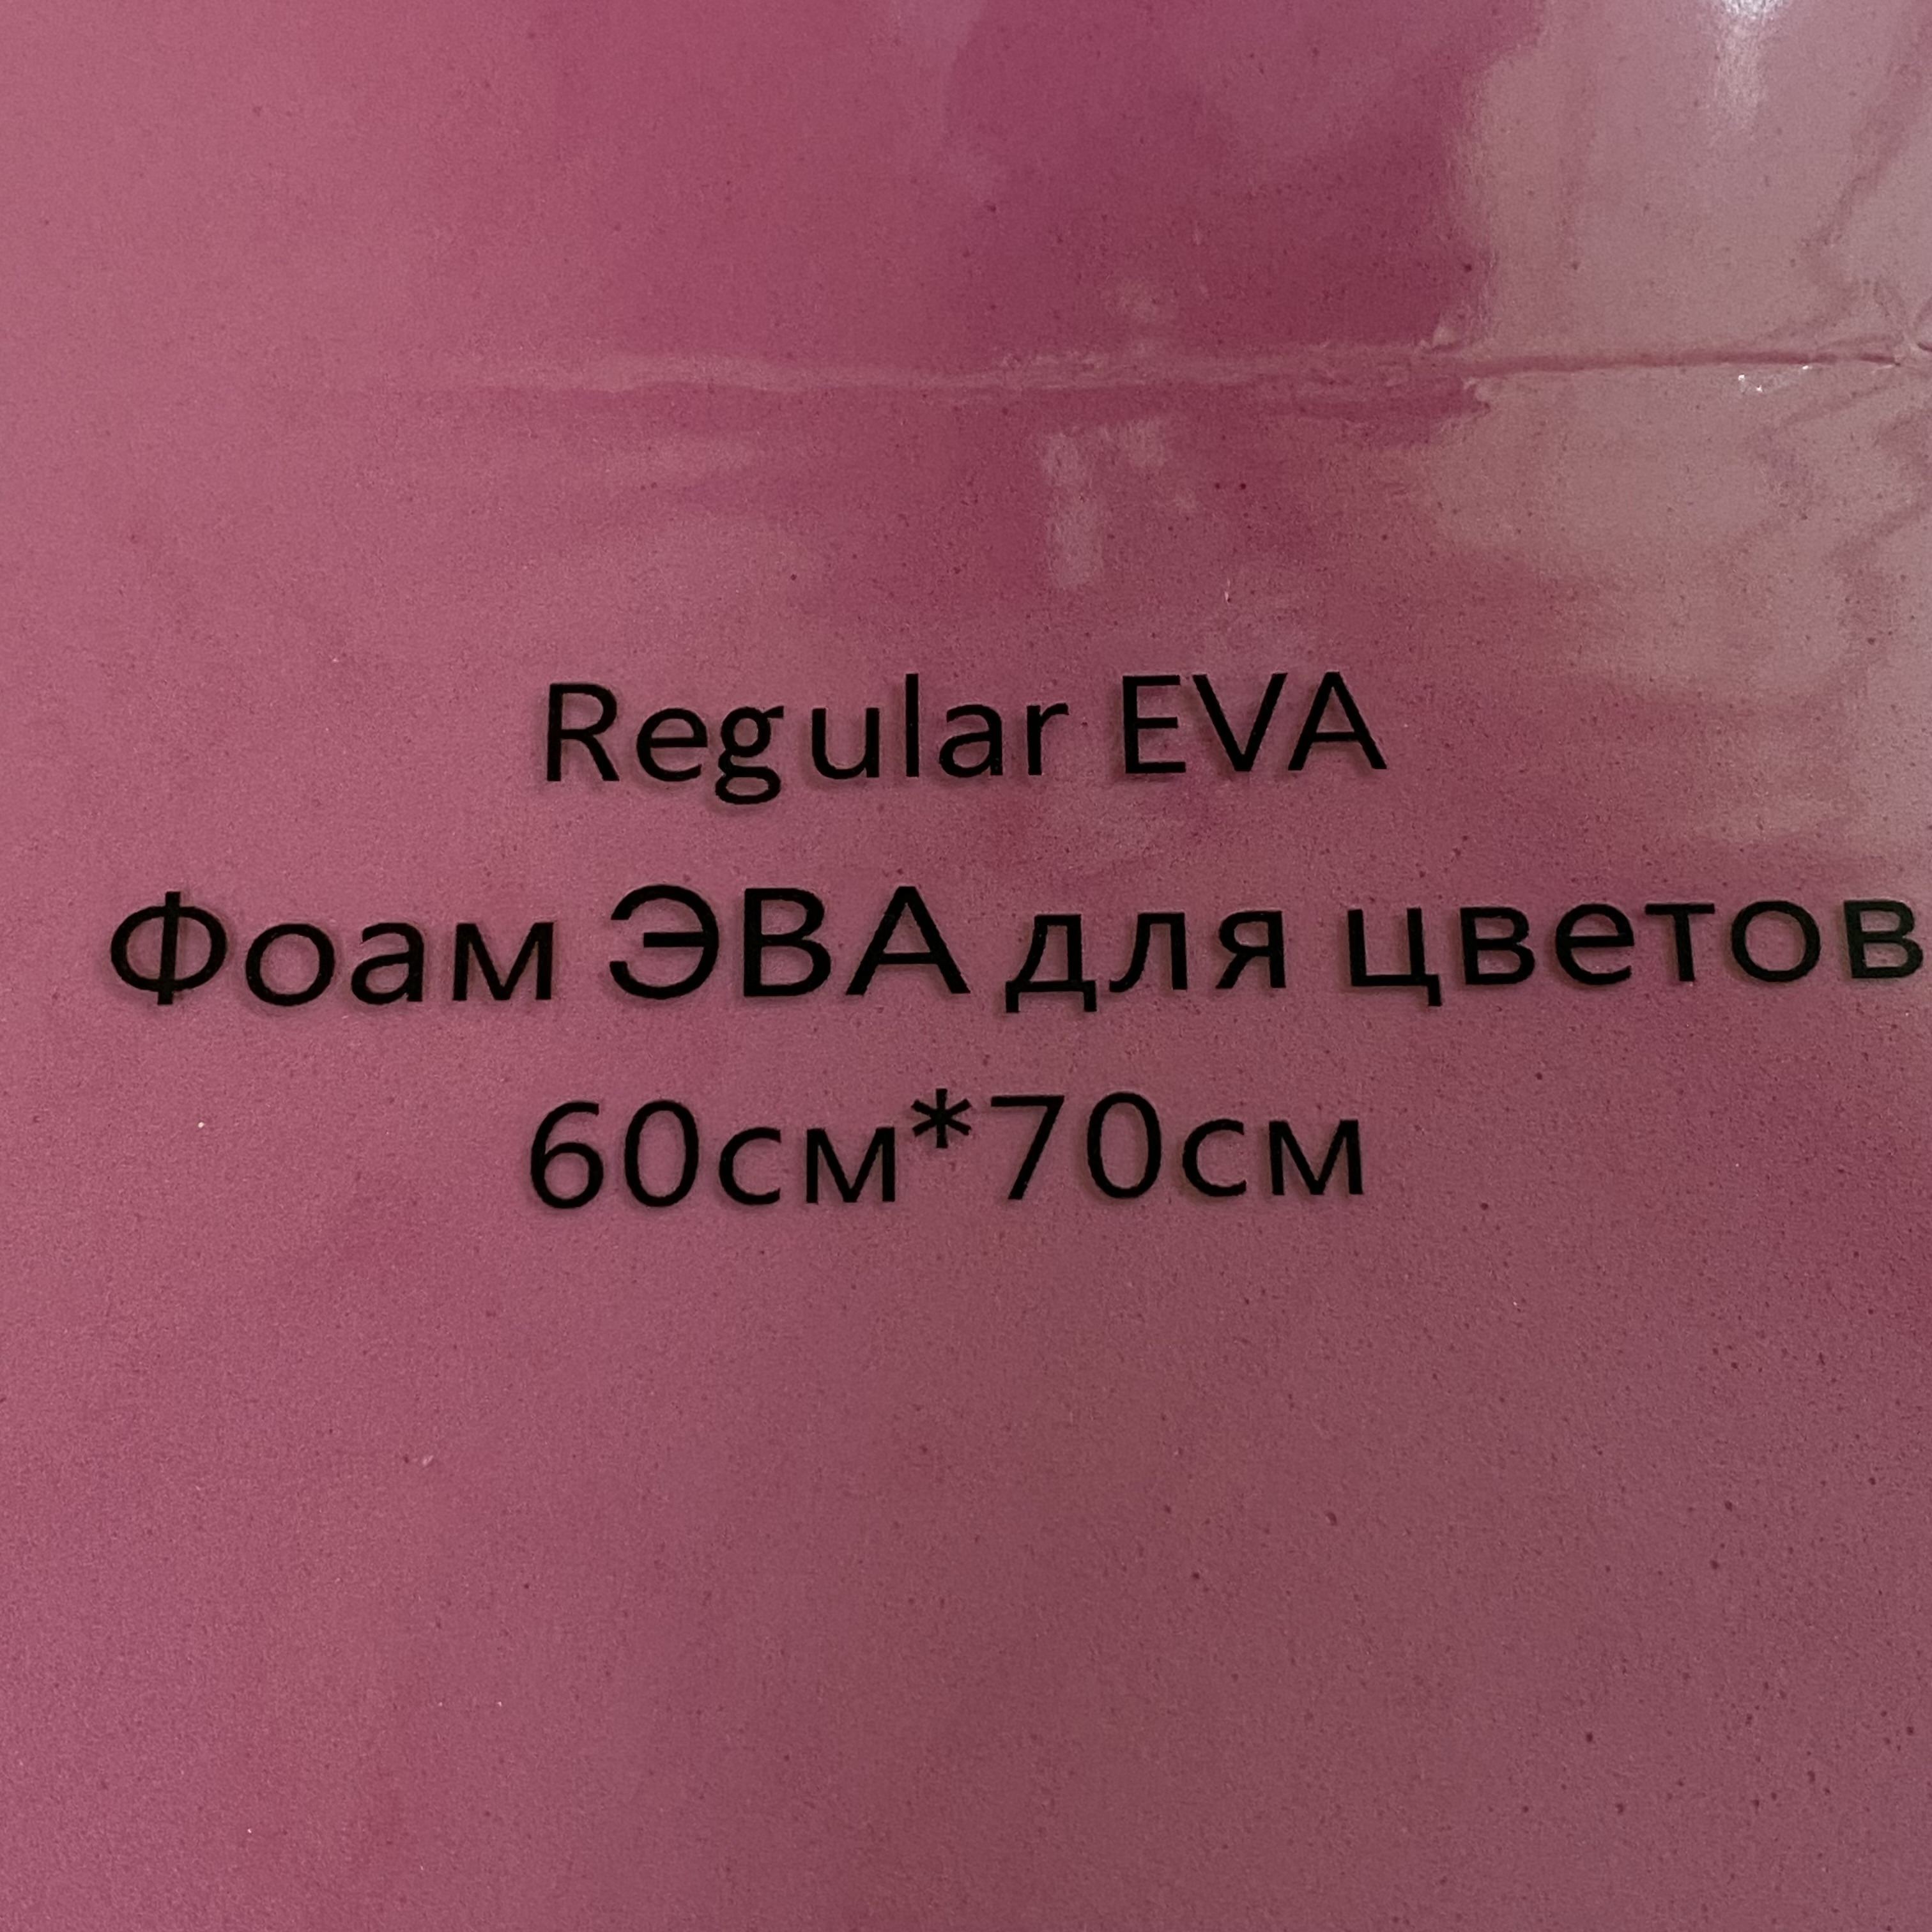 Regular EVA
Фоам ЭВА для цветов
60см*70см